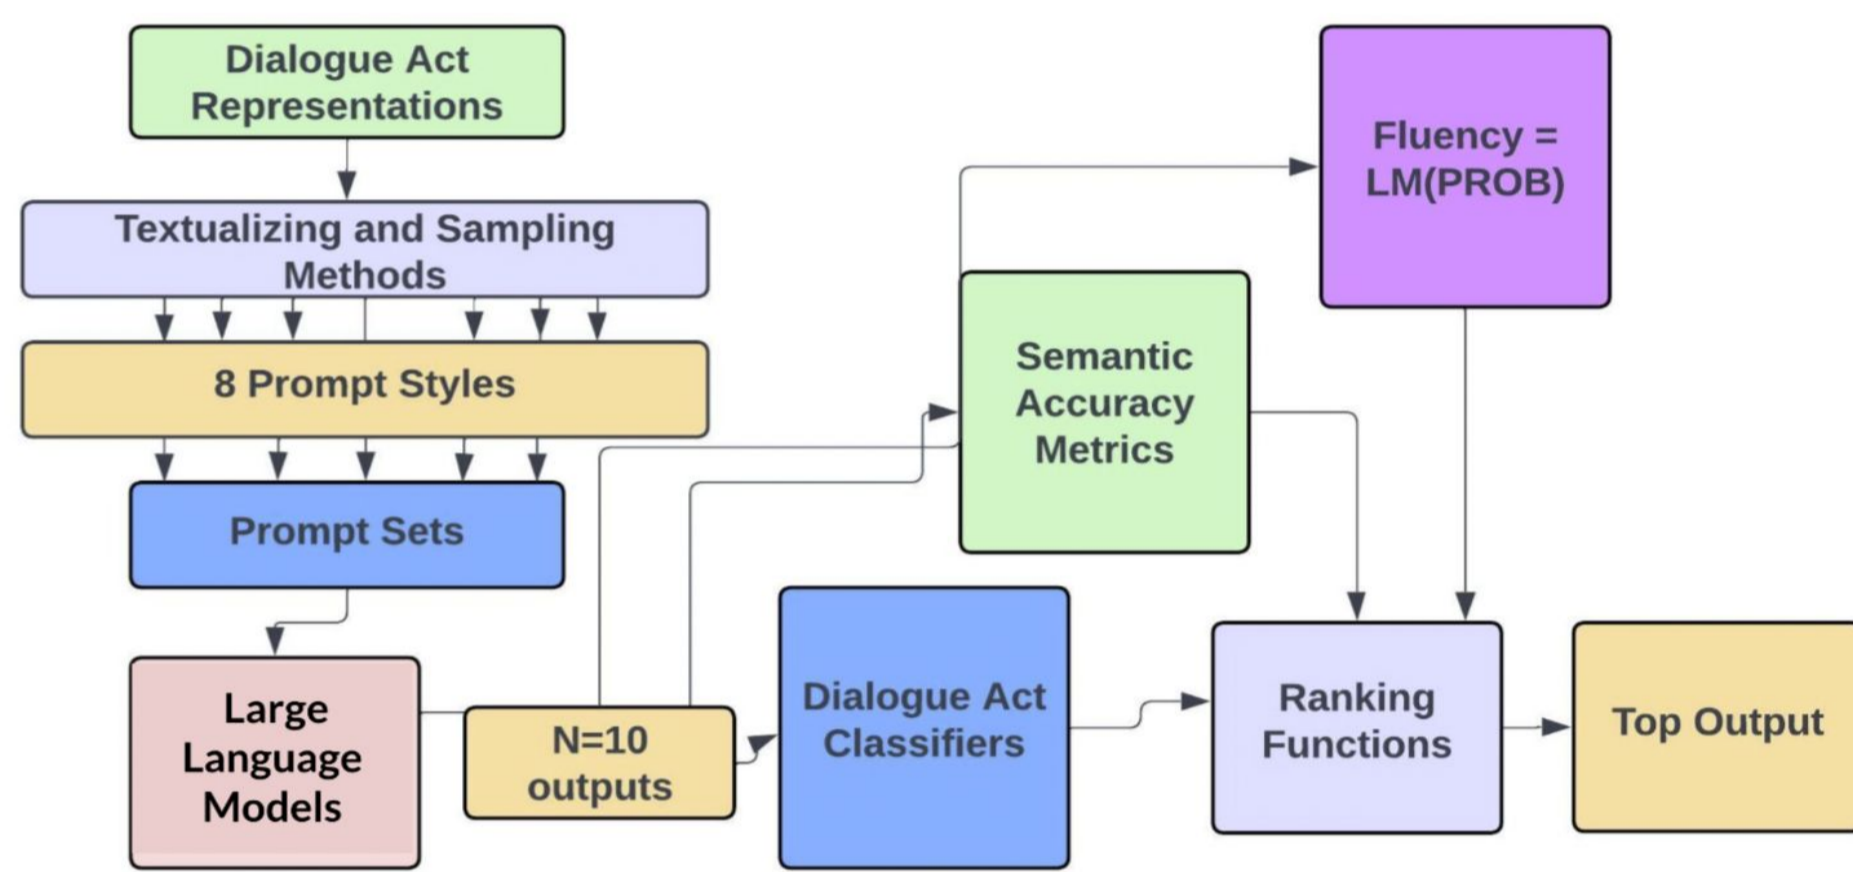 Dialogue Act
Representations
Textualizing and Sampling
Methods
8 Prompt Styles
Prompt Sets
Large
Language
Models
N=10
outputs
Dialogue Act
Classifiers
Semantic
Accuracy
Metrics
Fluency =
LM(PROB)
Ranking
Functions
Top Output